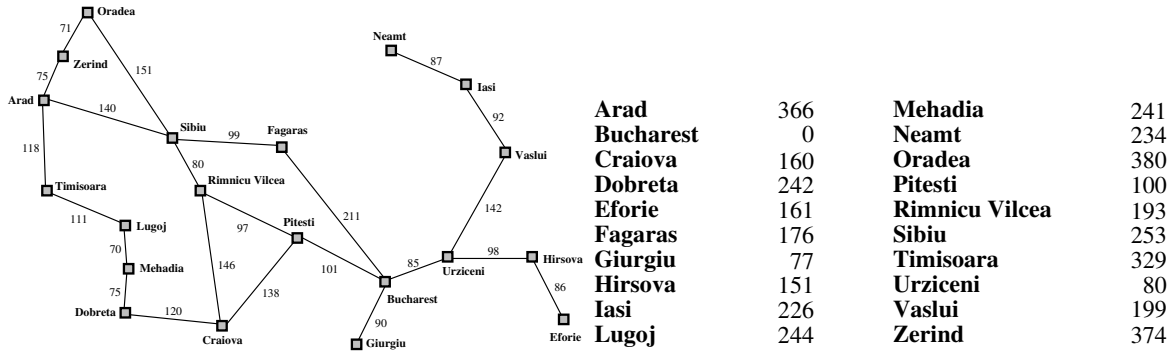 Oradea
71
Neamt
Zerind
87
75
151
Iasi
Arad
140
92
Sibiu
Fagaras
99
118
Vaslui
80
Timisoara
Rimnicu Vilcea
142
111
Lugoj
97
Pitesti
211
70
98
Hirsova
146
85
Mehadia
101
Urziceni
75
138
86
Bucharest
Dobreta
120
90
Craiova
Giurgiu
Eforie
Arad 366 Mehadia 241
Bucharest 0 Neamt 234
Craiova 160 Oradea 380
Dobreta 242 Pitesti 100
Eforie 161 Rimnicu Vilcea 193
Fagaras 176 Sibiu 253
Giurgiu 77 Timisoara 329
Hirsova 151 Urziceni 80
Iasi 226 Vaslui 199
Lugoj 244 Zerind 374